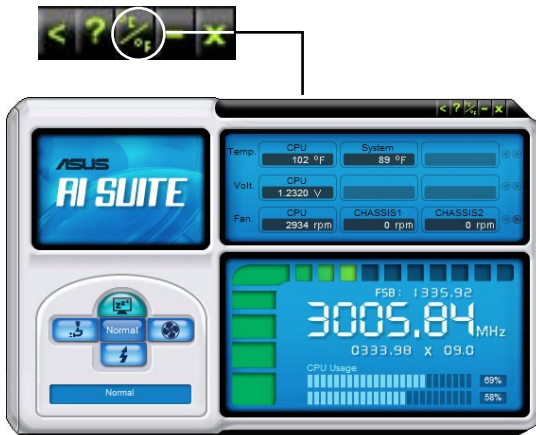 < ? °F/°F - x
< ? °F/°F - x
ASUS
AI SUITE
Temp. CPU 102 °F System 89 °F
Volt. CPU 1.2320 V
Fan. CPU 2934 rpm CHASSIS1 0 rpm CHASSIS2 0 rpm
Normal
Normal
FSB: 1335.92
3005.84 MHz
0333.98 X 09.0
CPU Usage
69%
58%